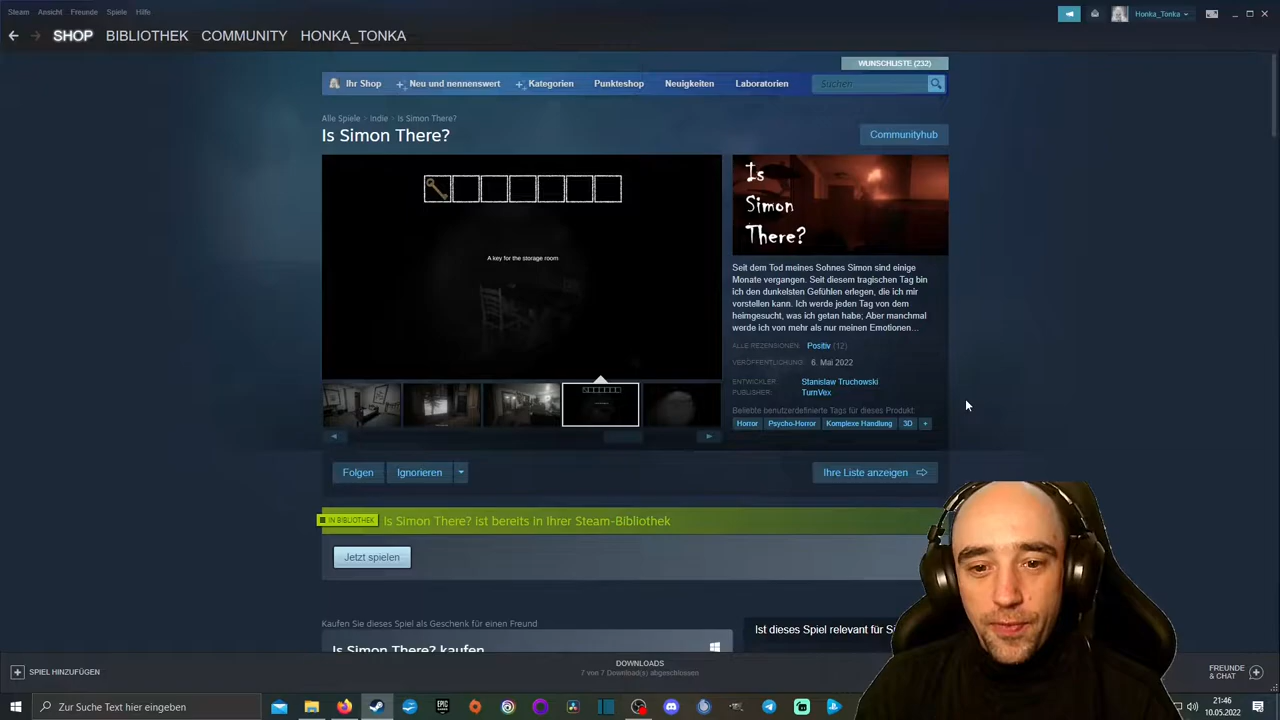 Steam Ansicht Freunde Spiele Hilfe
Honka_Tonka
SHOP BIBLIOTHEK COMMUNITY HONKA_TONKA
WUNSCHLISTE (232)
Ihr Shop Neu und nennenswert Kategorien Punkteshop Neuigkeiten Laboratorien Suchen
Alle Spiele > Indie > Is Simon There?
Is Simon There?
Communityhub
A key for the storage room
Is
Simon
There?
Seit dem Tod meines Sohnes Simon sind einige
Monate vergangen. Seit diesem tragischen Tag bin
ich den dunkelsten Gefühlen erlegen, die ich mir
vorstellen kann. Ich werde jeden Tag von dem
heimgesucht, was ich getan habe; Aber manchmal
werde ich von mehr als nur meinen Emotionen...
ALLE REZENSIONEN: Positiv (12)
VERÖFFENTLICHUNG: 6. Mai 2022
ENTWICKLER: Stanislaw Truchowski
PUBLISHER: TurnVex
Beliebte benutzerdefinierte Tags für dieses Produkt:
Horror Psycho-Horror Komplexe Handlung 3D +
Folgen Ignorieren Ihre Liste anzeigen
IN BIBLIOTHEK Is Simon There? ist bereits in Ihrer Steam-Bibliothek
Jetzt spielen
Kaufen Sie dieses Spiel als Geschenk für einen Freund
Ist dieses Spiel relevant für
Is Simon There? kaufen
SPIEL HINZUFÜGEN
DOWNLOADS
7 von 7 Download(s) abgeschlossen
FREUNDE
& CHAT
Zur Suche Text hier eingeben
EPIC
GAMES
21:46
10.05.2022